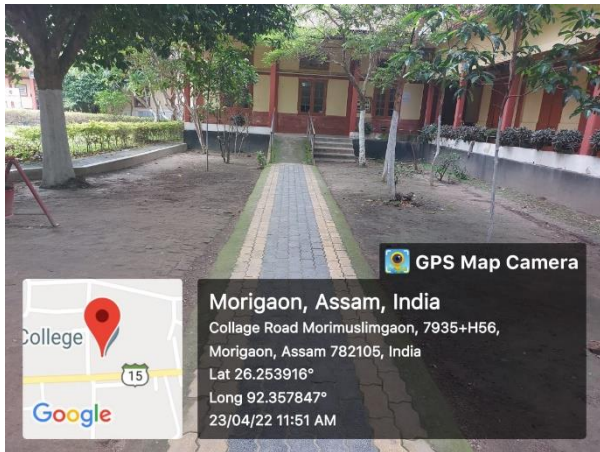 GPS Map Camera
College
15
Google
Morigaon, Assam, India
Collage Road Morimuslimgaon, 7935+H56,
Morigaon, Assam 782105, India
Lat 26.253916°
Long 92.357847°
23/04/22 11:51 AM